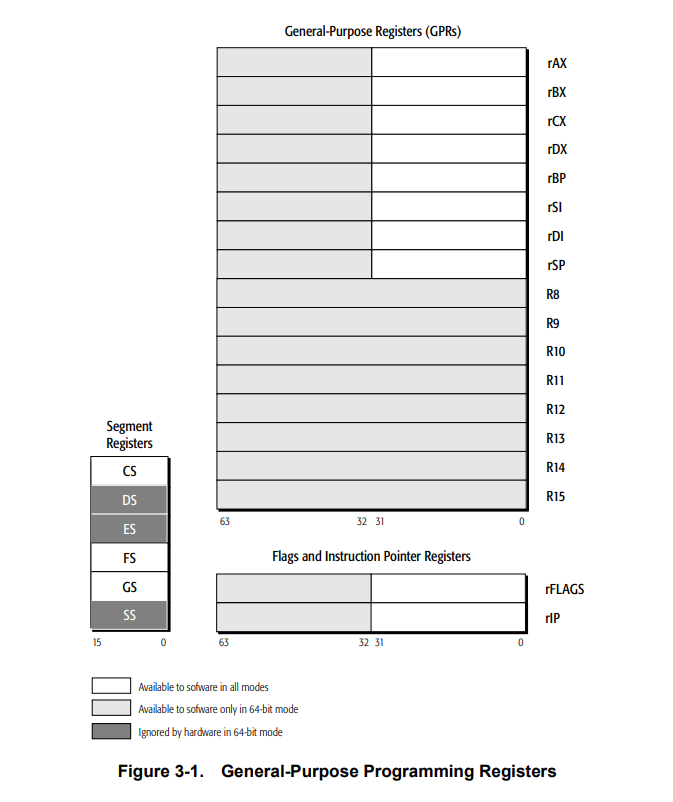 General-Purpose Registers (GPRs)
rAX
rBX
rCX
rDX
rBP
rSI
rDI
rSP
R8
R9
R10
R11
R12
R13
R14
R15
63 32 31 0
Segment
Registers
CS
DS
ES
FS
GS
SS
15 0
Flags and Instruction Pointer Registers
rFLAGS
rIP
63 32 31 0
Available to sofware in all modes
Available to sofware only in 64-bit mode
Ignored by hardware in 64-bit mode
Figure 3-1. General-Purpose Programming Registers